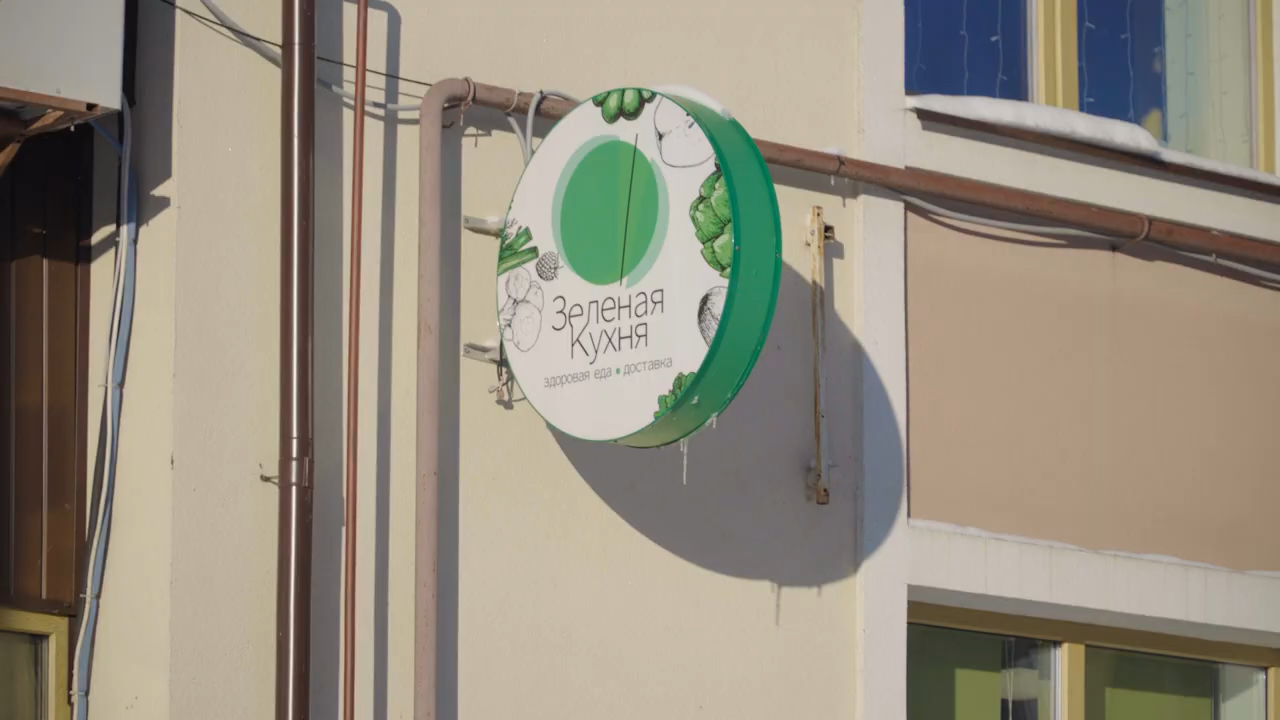 Зеленая
Кухня
здоровая еда • доставка